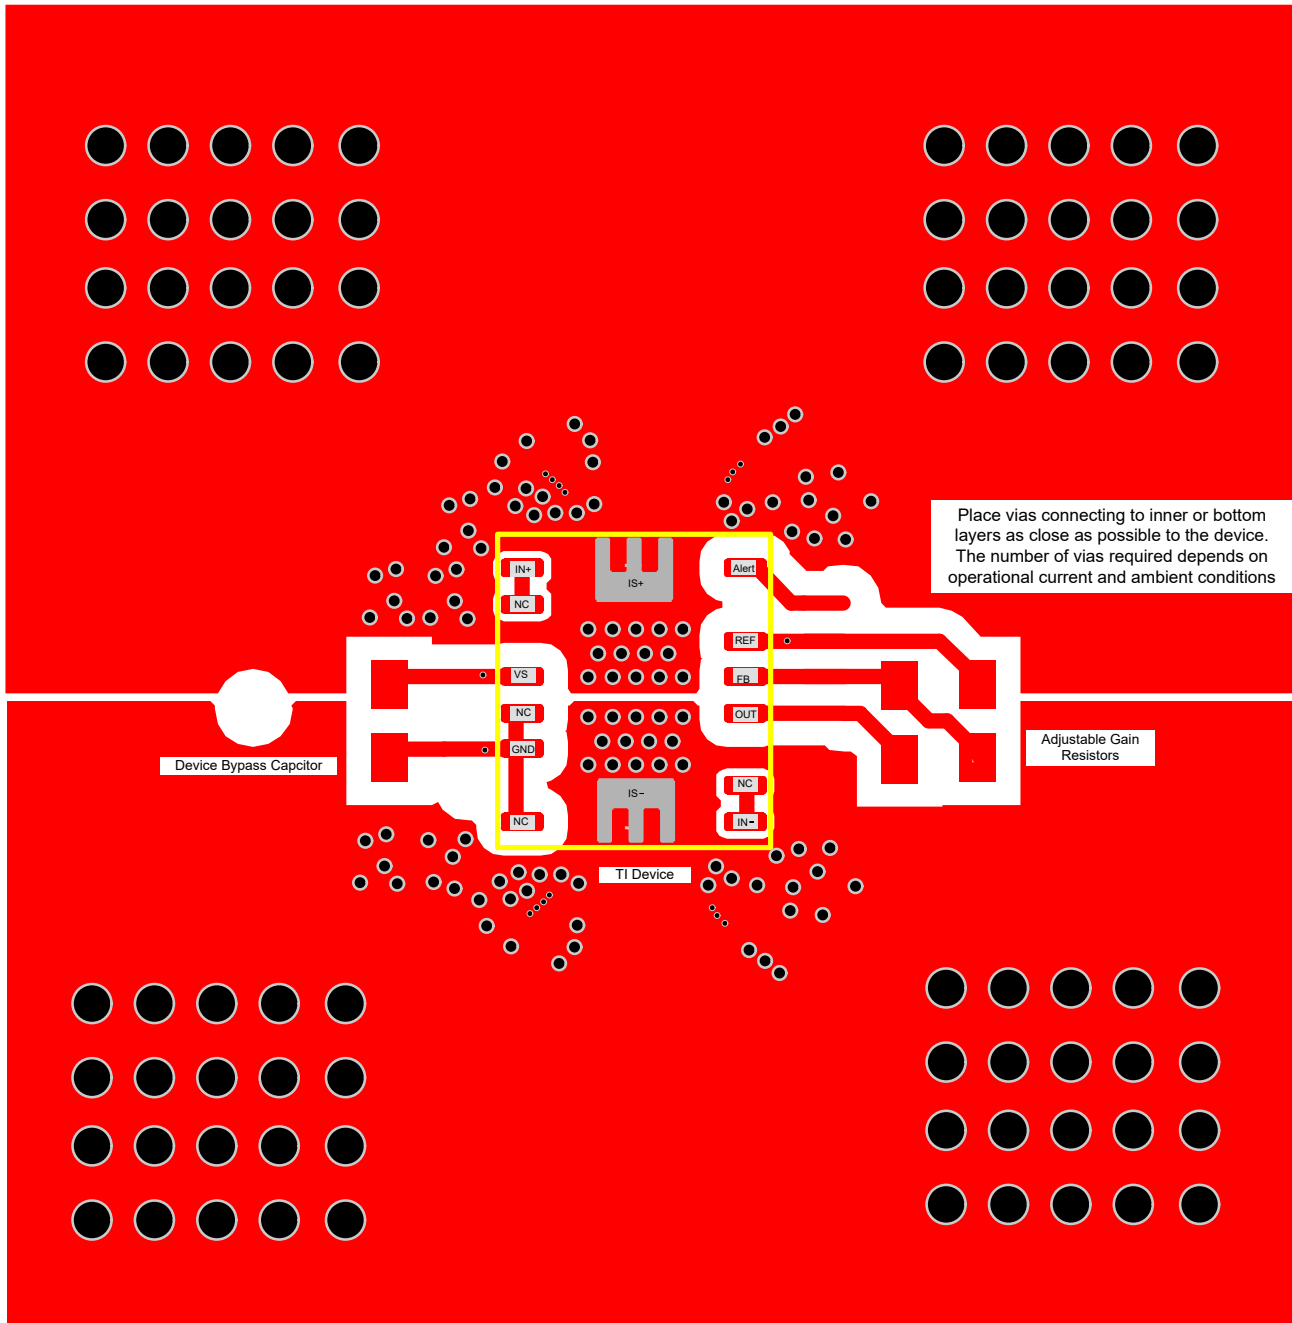 Place vias connecting to inner or bottom
layers as close as possible to the device.
The number of vias required depends on
operational current and ambient conditions
IN+
IS+
Alert
NC
REF
VS
FB
NC
OUT
GND
Adjustable Gain
Resistors
Device Bypass Capcitor
NC
IS−
NC
IN−
TI Device